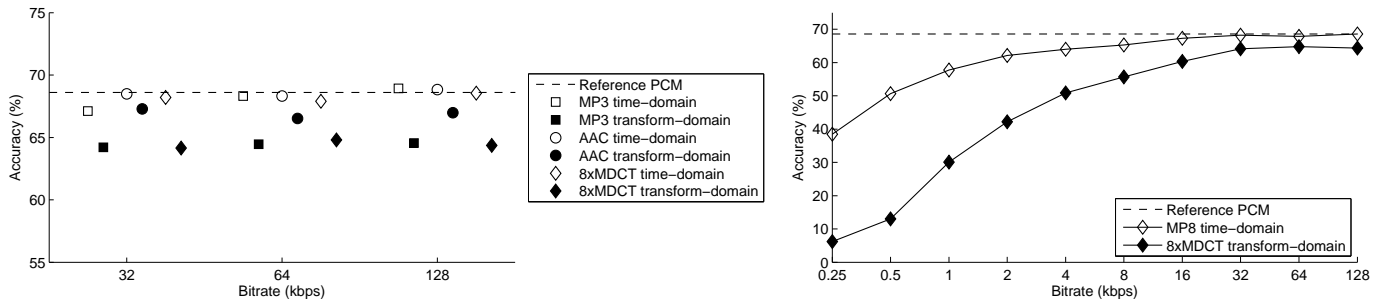 75
70
65
60
55
32
64
128
Accuracy (%)
Bitrate (kbps)
Reference PCM
MP3 time−domain
MP3 transform−domain
AAC time−domain
AAC transform−domain
8xMDCT time−domain
8xMDCT transform−domain
70
60
50
40
30
20
10
0
0.25
0.5
1
2
4
8
16
32
64
128
Accuracy (%)
Bitrate (kbps)
Reference PCM
MP8 time−domain
8xMDCT transform−domain